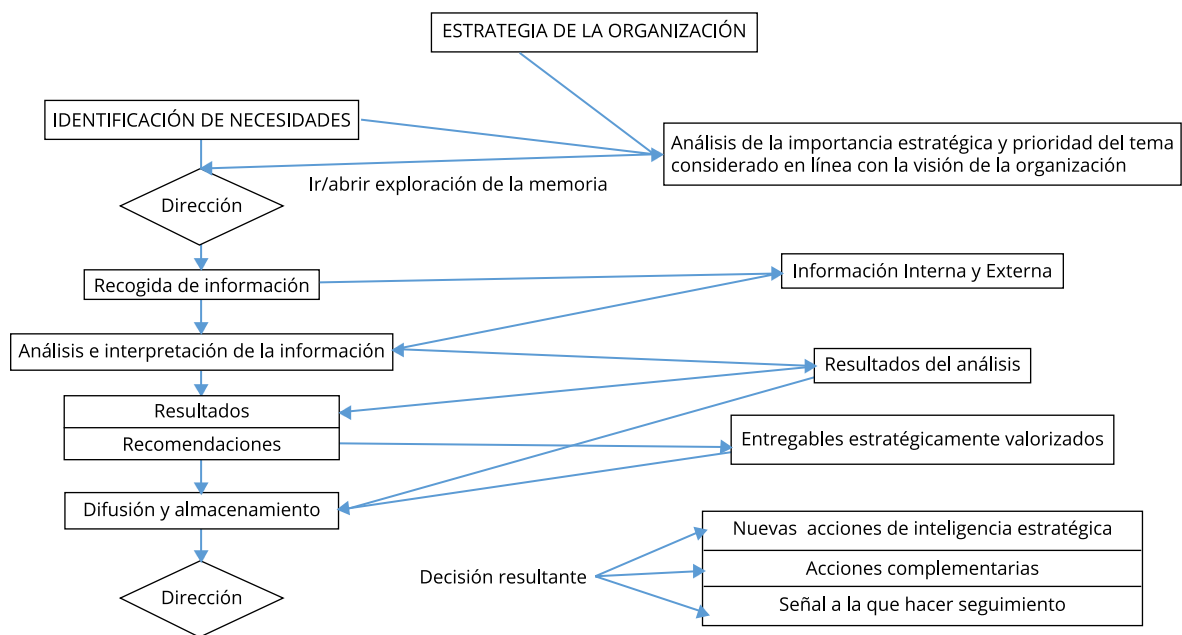 ESTRATEGIA DE LA ORGANIZACIÓN
IDENTIFICACIÓN DE NECESIDADES
Análisis de la importancia estratégica y prioridad del tema
considerado en línea con la visión de la organización
Ir/abrir exploración de la memoria
Dirección
Recogida de información
Información Interna y Externa
Análisis e interpretación de la información
Resultados del análisis
Resultados
Recomendaciones
Entregables estratégicamente valorizados
Difusión y almacenamiento
Nuevas acciones de inteligencia estratégica
Decisión resultante
Acciones complementarias
Dirección
Señal a la que hacer seguimiento